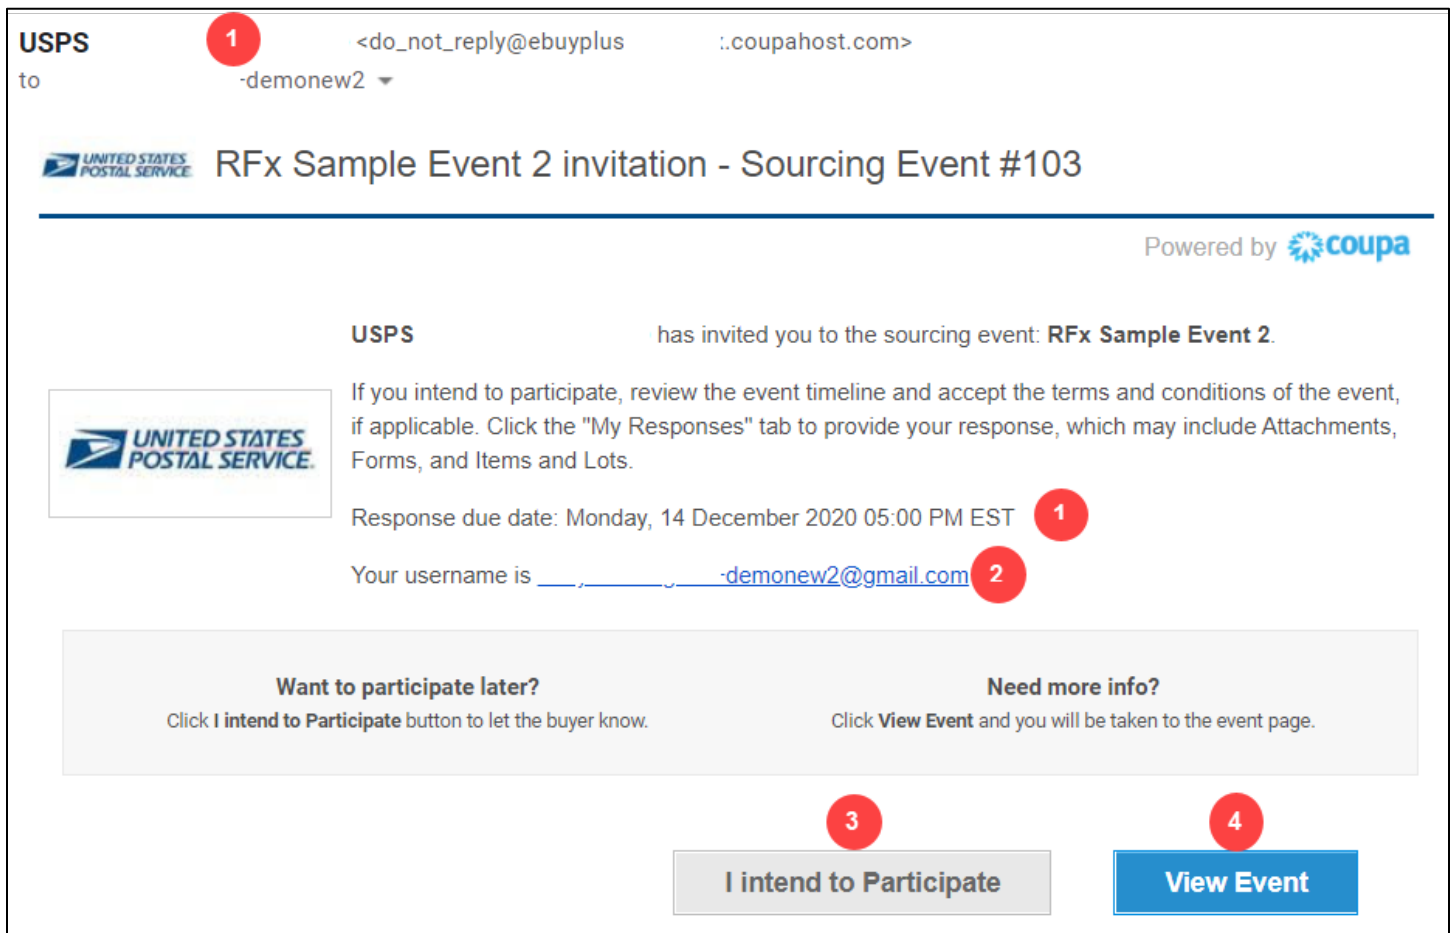 USPS 1 <do_not_reply@ebuyplus :.coupahost.com>
to -demonew2
UNITED STATES
POSTAL SERVICE
RFx Sample Event 2 invitation - Sourcing Event #103
Powered by coupa
USPS has invited you to the sourcing event: RFx Sample Event 2.
If you intend to participate, review the event timeline and accept the terms and conditions of the event,
if applicable. Click the "My Responses" tab to provide your response, which may include Attachments,
Forms, and Items and Lots.
UNITED STATES
POSTAL SERVICE.
Response due date: Monday, 14 December 2020 05:00 PM EST 1
Your username is -demonew2@gmail.com 2
Want to participate later?
Click I intend to Participate button to let the buyer know.
Need more info?
Click View Event and you will be taken to the event page.
3
I intend to Participate
4
View Event